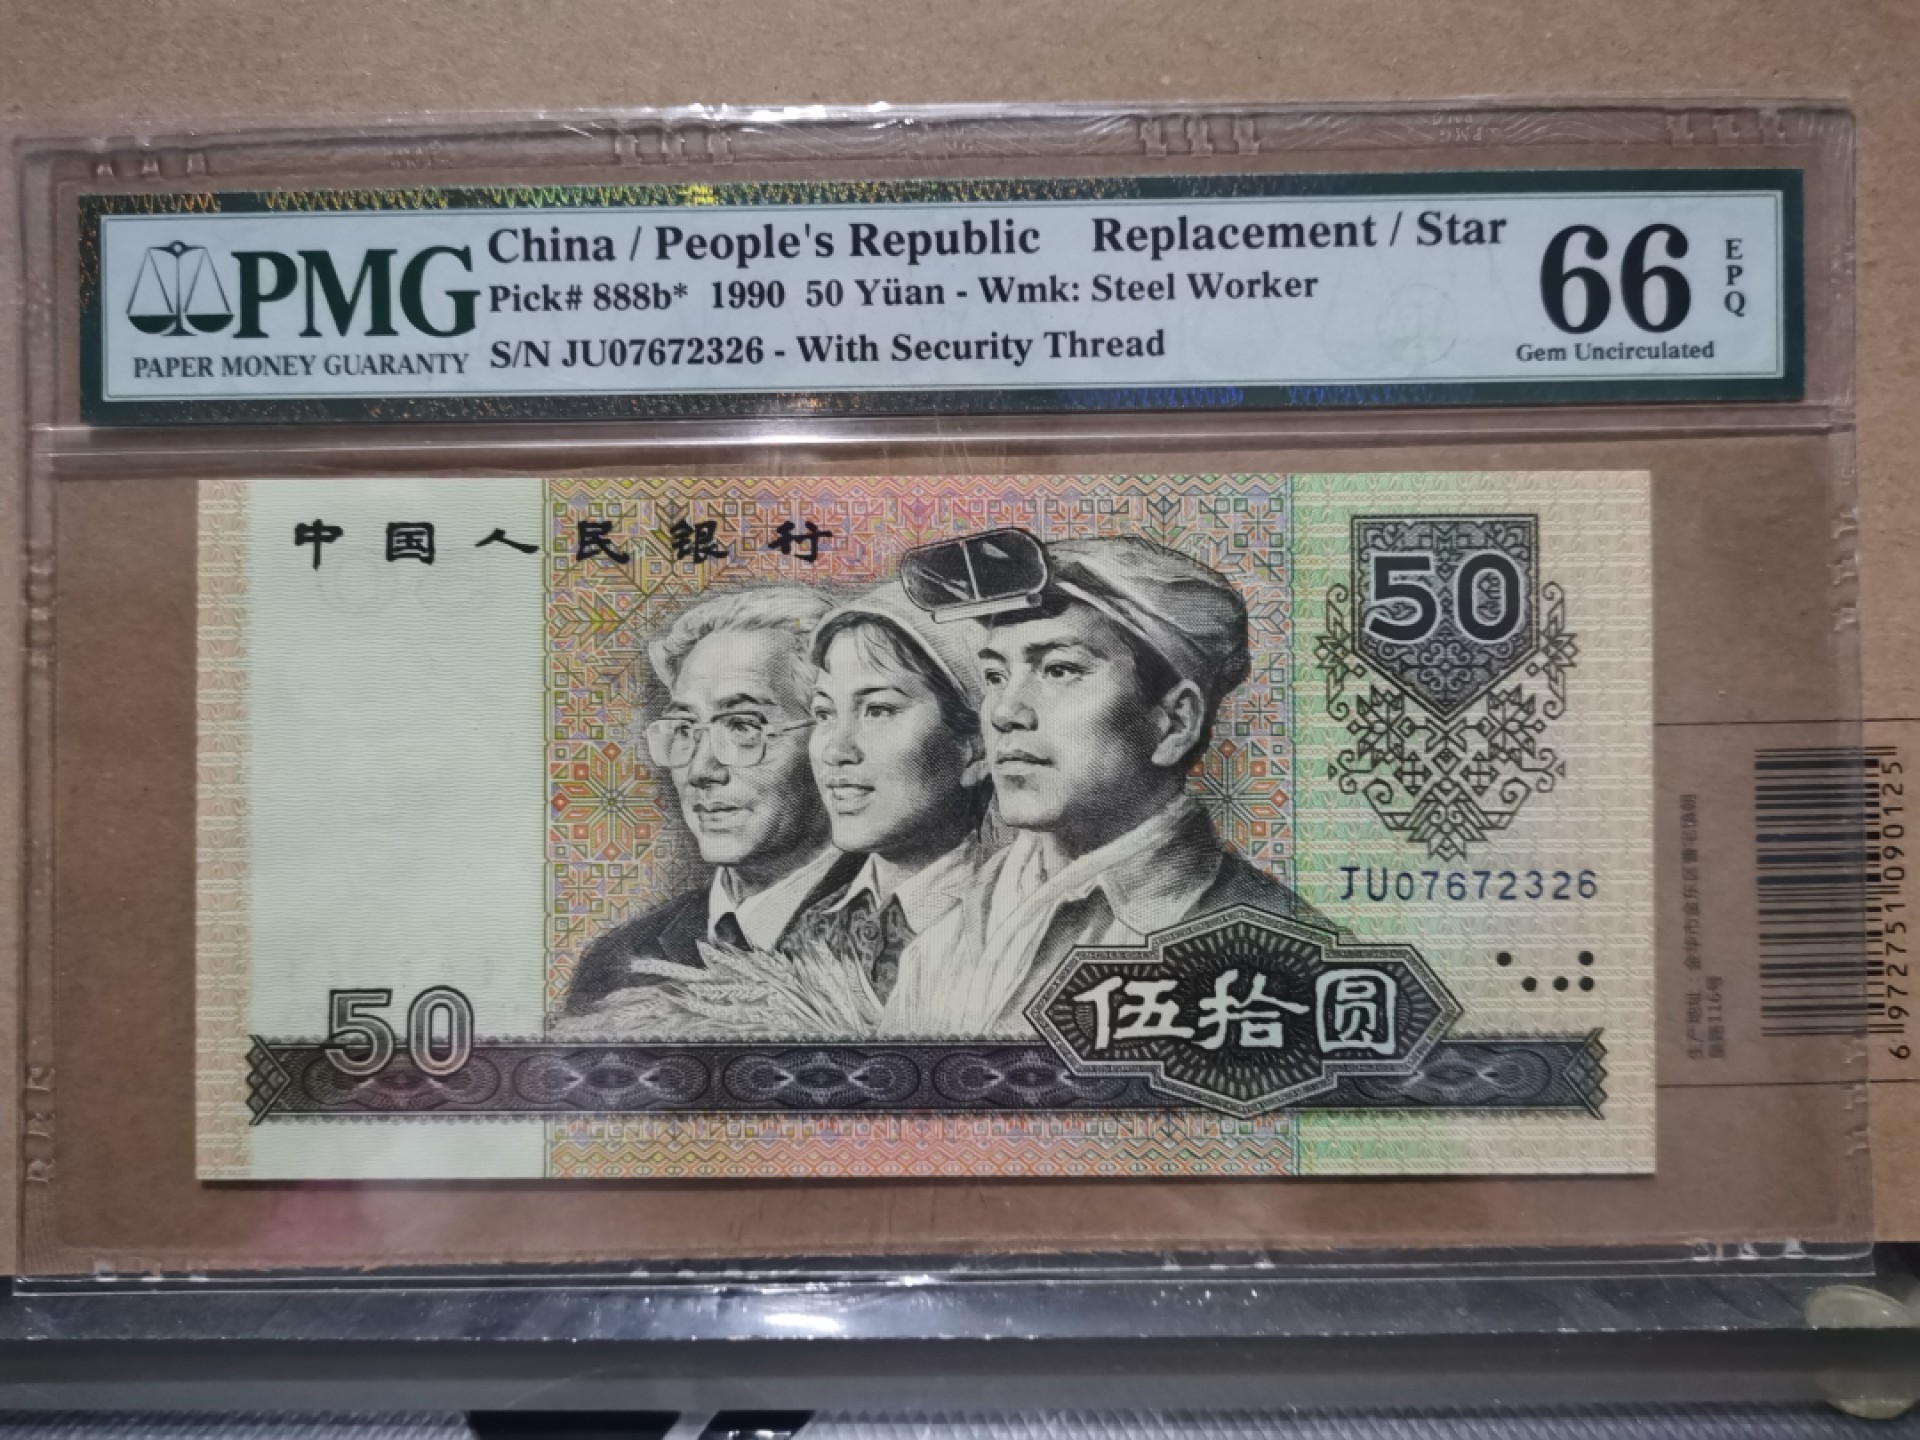 China / People's Republic Replacement / Star
PMG
Pick# 888b* 1990 50 Yüan - Wmk: Steel Worker
PAPER MONEY GUARANTY
S/N JU07672326 - With Security Thread
66
EPQ
Gem Uncirculated
中国人民银行
50
JU07672326
50
伍拾圆
6 972751 090125